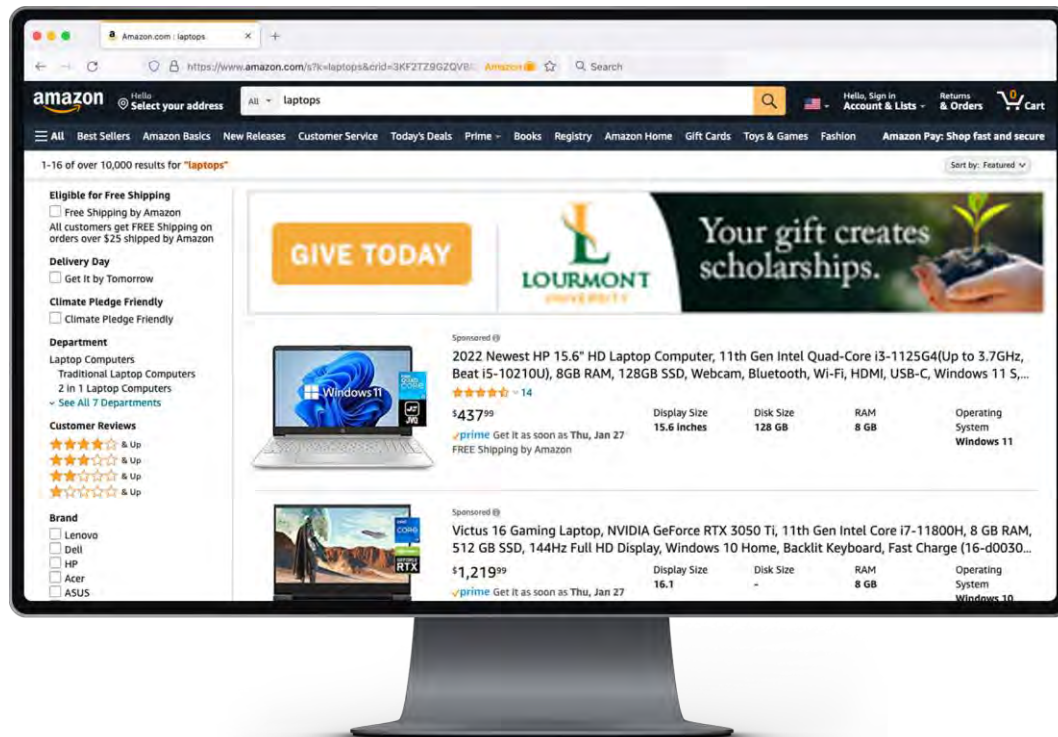 a Amazon.com : laptops × +
https://www.amazon.com/s?k=laptops&crid=3KF2TZ9GZQVB Amazon Search
amazon Hello Select your address All laptops Hello, Sign in Account & Lists Returns & Orders 0 Cart
All Best Sellers Amazon Basics New Releases Customer Service Today's Deals Prime Books Registry Amazon Home Gift Cards Toys & Games Fashion Amazon Pay: Shop fast and secure
1-16 of over 10,000 results for "laptops" Sort by: Featured
Eligible for Free Shipping
Free Shipping by Amazon
All customers get FREE Shipping on
orders over $25 shipped by Amazon
Delivery Day
Get It by Tomorrow
Climate Pledge Friendly
Climate Pledge Friendly
Department
Laptop Computers
Traditional Laptop Computers
2 in 1 Laptop Computers
See All 7 Departments
Customer Reviews
& Up
& Up
& Up
& Up
Brand
Lenovo
Dell
HP
Acer
ASUS
GIVE TODAY
L
LOURMONT
UNIVERSITY
Your gift creates
scholarships.
Windows 11
Sponsored
2022 Newest HP 15.6" HD Laptop Computer, 11th Gen Intel Quad-Core i3-1125G4(Up to 3.7GHz,
Beat i5-10210U), 8GB RAM, 128GB SSD, Webcam, Bluetooth, Wi-Fi, HDMI, USB-C, Windows 11 S,...
14
$43799
prime Get it as soon as Thu, Jan 27
FREE Shipping by Amazon
Display Size Disk Size RAM Operating
15.6 inches 128 GB 8 GB System
Windows 11
intel
CORE
GEFORCE
RTX
Sponsored
Victus 16 Gaming Laptop, NVIDIA GeForce RTX 3050 Ti, 11th Gen Intel Core i7-11800H, 8 GB RAM,
512 GB SSD, 144Hz Full HD Display, Windows 10 Home, Backlit Keyboard, Fast Charge (16-d0030...
$1,21999
prime Get it as soon as Thu, Jan 27
Display Size Disk Size RAM Operating
16.1 - 8 GB System
Windows 10